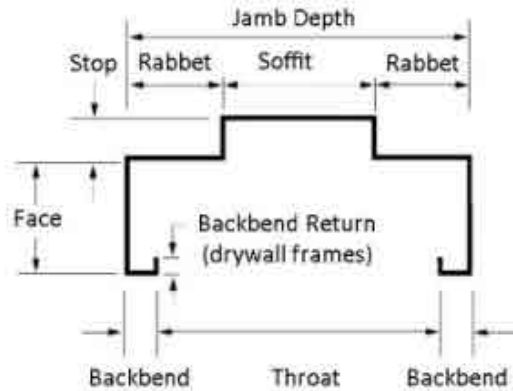 Jamb Depth
Stop
Rabbet
Soffit
Rabbet
Face
Backbend Return
(drywall frames)
Backbend
Throat
Backbend